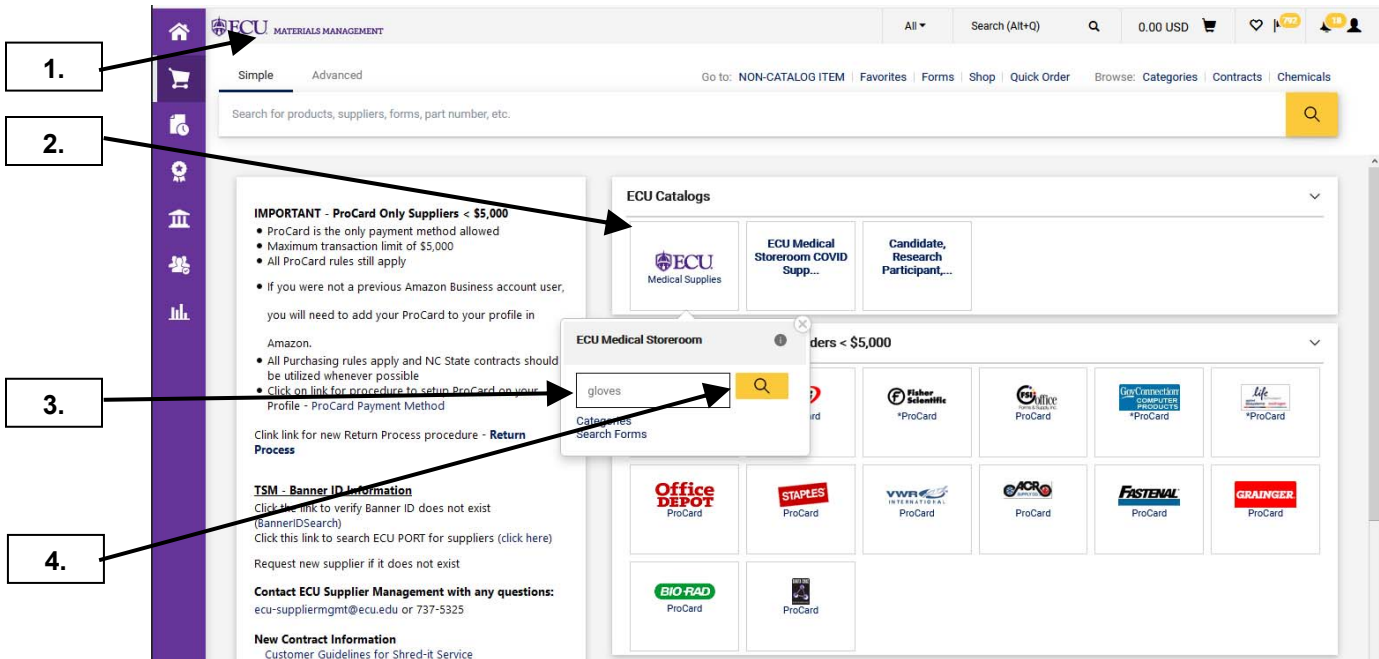 1.
2.
3.
4.
ECU MATERIALS MANAGEMENT
All
Search (Alt+Q)
0.00 USD
792
18
Simple Advanced
Go to: NON-CATALOG ITEM | Favorites | Forms | Shop | Quick Order Browse: Categories | Contracts | Chemicals
Search for products, suppliers, forms, part number, etc.
IMPORTANT - ProCard Only Suppliers < $5,000
• ProCard is the only payment method allowed
• Maximum transaction limit of $5,000
• All ProCard rules still apply
• If you were not a previous Amazon Business account user,
you will need to add your ProCard to your profile in
Amazon.
• All Purchasing rules apply and NC State contracts should
be utilized whenever possible
• Click on link for procedure to setup ProCard on your
Profile - ProCard Payment Method
Clink link for new Return Process procedure - Return
Process
TSM - Banner ID Information
Click the link to verify Banner ID does not exist
(BannerIDSearch)
Click this link to search ECU PORT for suppliers (click here)
Request new supplier if it does not exist
Contact ECU Supplier Management with any questions:
ecu-suppliermgmt@ecu.edu or 737-5325
New Contract Information
Customer Guidelines for Shred-it Service
ECU Catalogs
ECU
Medical Supplies
ECU Medical
Storeroom COVID
Supp...
Candidate,
Research
Participant,...
ECU Medical Storeroom
gloves
Categories
Search Forms
ders < $5,000
rd
Fisher
Scientific
*ProCard
FSIoffice
ProCard
GovConnection
COMPUTER
PRODUCTS
*ProCard
life
*ProCard
Office
DEPOT
ProCard
STAPLES
ProCard
VWR
INTERNATIONAL
ProCard
ACR
SUPPLY CO.
ProCard
FASTENAL
ProCard
GRAINGER
ProCard
BIO-RAD
ProCard
ProCard